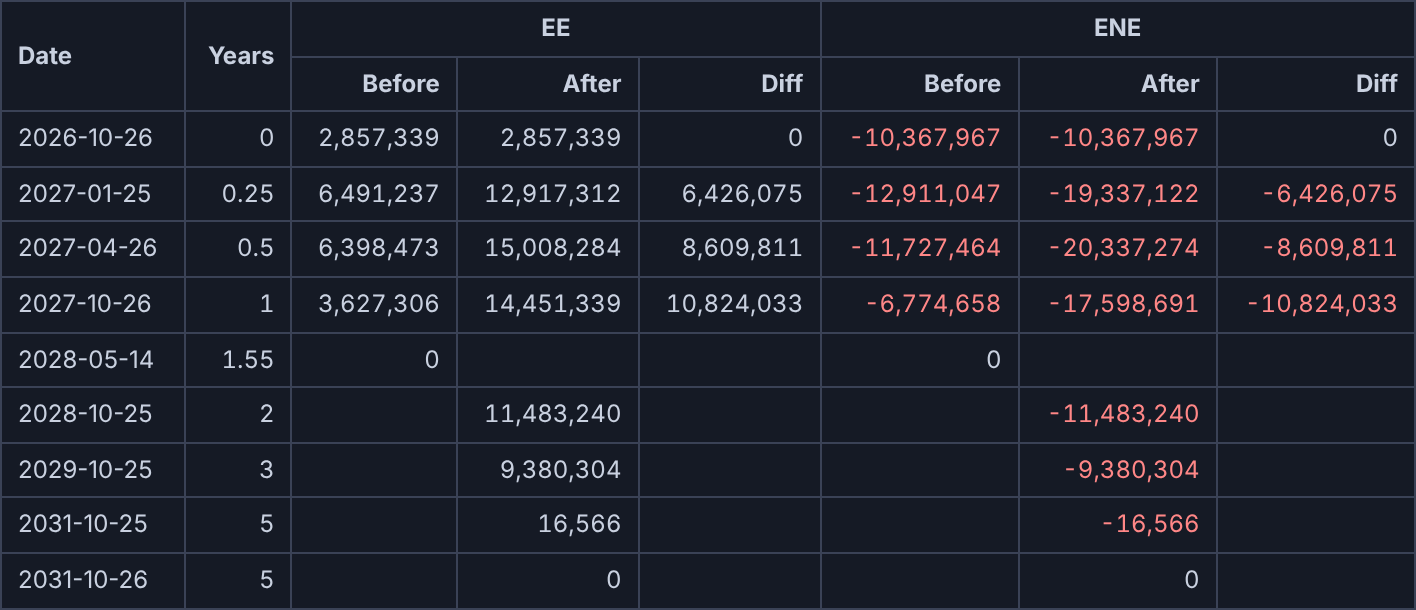 Date Years EE ENE
Before After Diff Before After Diff
2026-10-26 0 2,857,339 2,857,339 0 -10,367,967 -10,367,967 0
2027-01-25 0.25 6,491,237 12,917,312 6,426,075 -12,911,047 -19,337,122 -6,426,075
2027-04-26 0.5 6,398,473 15,008,284 8,609,811 -11,727,464 -20,337,274 -8,609,811
2027-10-26 1 3,627,306 14,451,339 10,824,033 -6,774,658 -17,598,691 -10,824,033
2028-05-14 1.55 0 0
2028-10-25 2 11,483,240 -11,483,240
2029-10-25 3 9,380,304 -9,380,304
2031-10-25 5 16,566 -16,566
2031-10-26 5 0 0